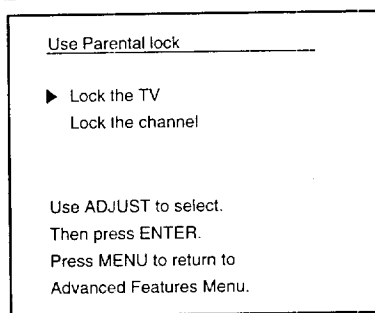 Use Parental lock
▶ Lock the TV
Lock the channel
Use ADJUST to select.
Then press ENTER.
Press MENU to return to
Advanced Features Menu.